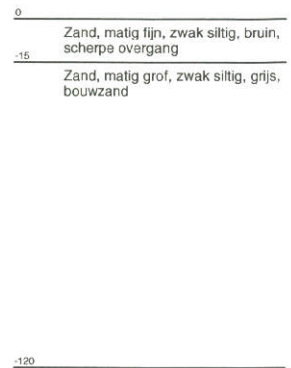 0
Zand, matig fijn, zwak siltig, bruin,
scherpe overgang
-15
Zand, matig grof, zwak siltig, grijs,
bouwzand
-120